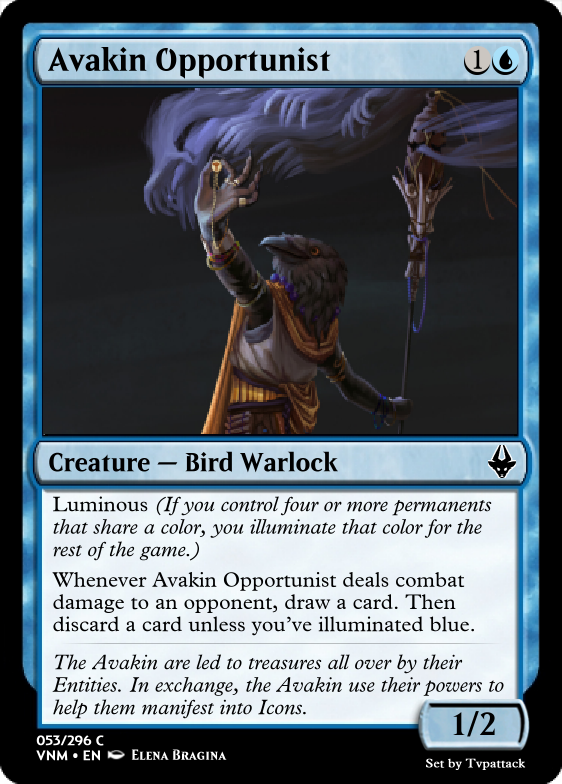 Avakin Opportunist
1
Creature — Bird Warlock
Luminous (If you control four or more permanents
that share a color, you illuminate that color for the
rest of the game.)
Whenever Avakin Opportunist deals combat
damage to an opponent, draw a card. Then
discard a card unless you've illuminated blue.
The Avakin are led to treasures all over by their
Entities. In exchange, the Avakin use their powers to
help them manifest into Icons.
1/2
053/296 C
VNM • EN Elena Bragina
Set by Tvpattack